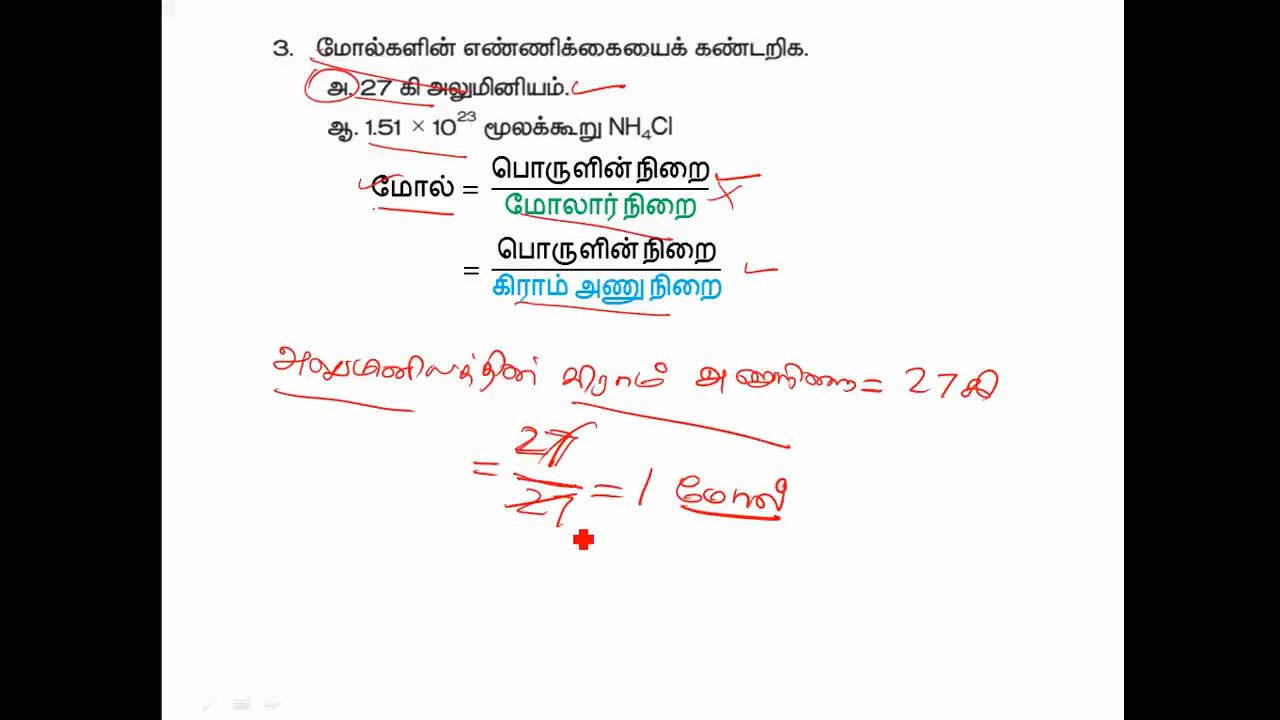 3. மோல்களின் எண்ணிக்கையைக் கண்டறிக.
அ. 27 கி அலுமினியம்.
ஆ. 1.51 × 10²³ மூலக்கூறு NH₄Cl
மோல் = பொருளின் நிறை / மோலார் நிறை
= பொருளின் நிறை / கிராம் அணு நிறை
அலுமினியத்தின் கிராம் அணுநிறை = 27 கி
= 27 / 27 = 1 மோல்